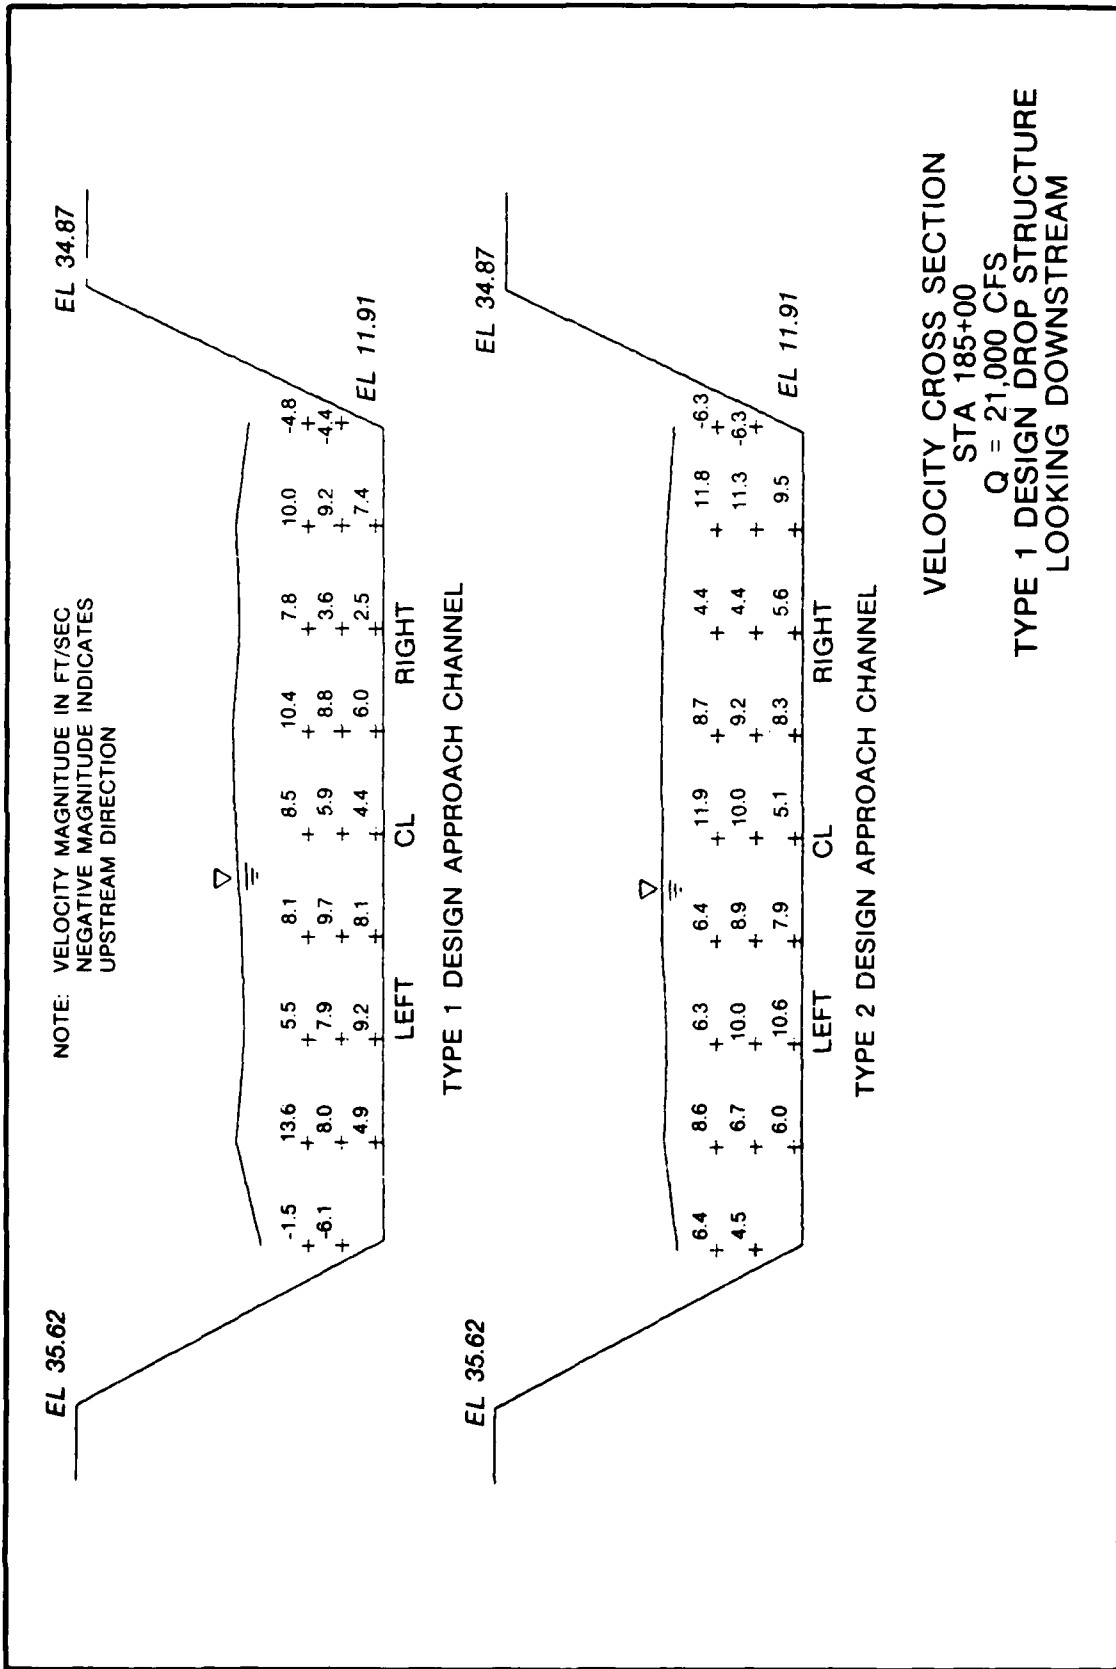 NOTE: VELOCITY MAGNITUDE IN FT/SEC
NEGATIVE MAGNITUDE INDICATES
UPSTREAM DIRECTION
EL 35.62
EL 34.87
-1.5 13.6 5.5 8.1 8.5 10.4 7.8 10.0 -4.8
-6.1 8.0 7.9 9.7 5.9 8.8 3.6 9.2 -4.4
4.9 9.2 8.1 4.4 6.0 2.5 7.4
EL 11.91
LEFT CL RIGHT
TYPE 1 DESIGN APPROACH CHANNEL
EL 35.62
EL 34.87
6.4 8.6 6.3 6.4 11.9 8.7 4.4 11.8 -6.3
4.5 6.7 10.0 8.9 10.0 9.2 4.4 11.3 -6.3
6.0 10.6 7.9 5.1 8.3 5.6 9.5
EL 11.91
LEFT CL RIGHT
TYPE 2 DESIGN APPROACH CHANNEL
VELOCITY CROSS SECTION
STA 185+00
Q = 21,000 CFS
TYPE 1 DESIGN DROP STRUCTURE
LOOKING DOWNSTREAM